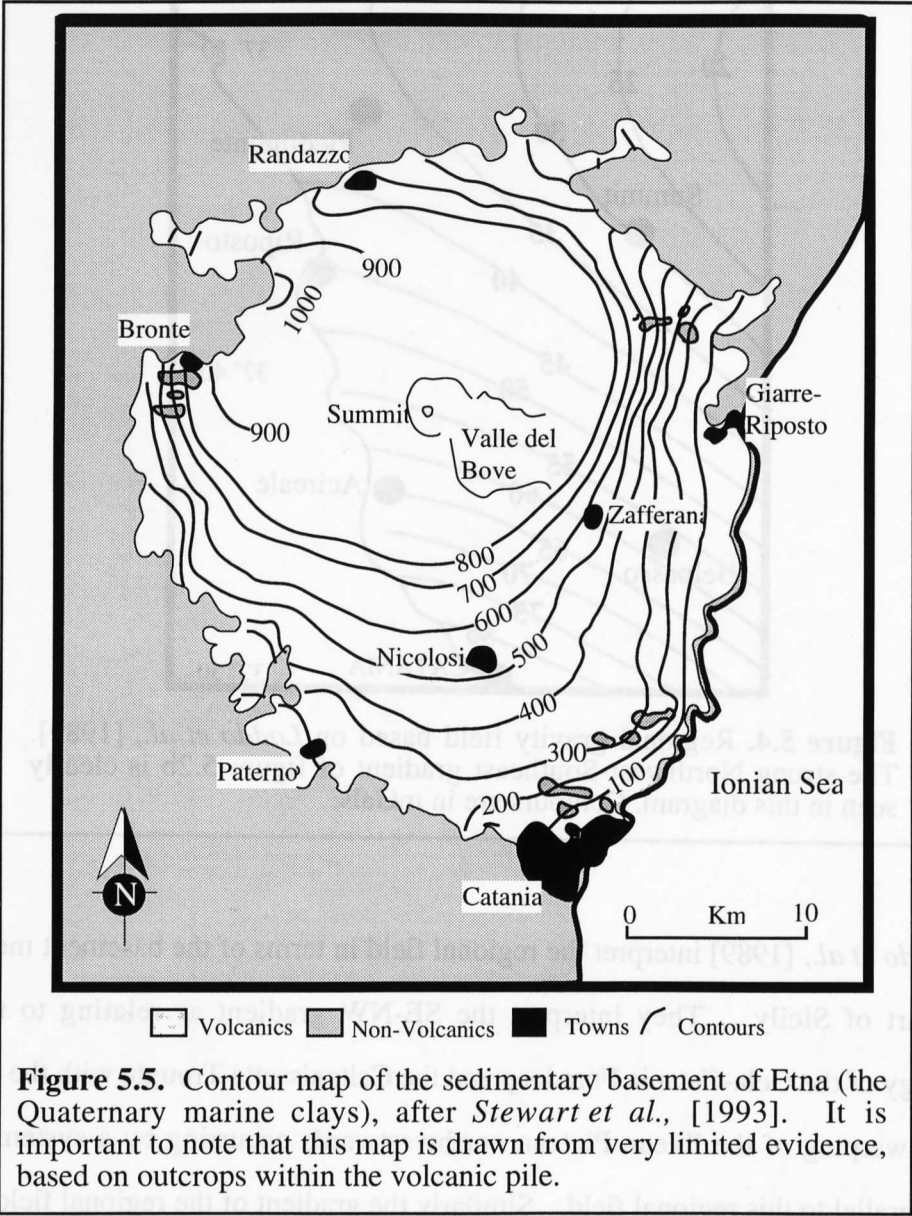 Randazzo
900
1000
Bronte
Summit
900
Valle del
Bove
Giarre-
Riposto
Zafferana
800
700
600
Nicolosi
500
400
300
Paterno
200
100
Ionian Sea
N
Catania
0 Km 10
Volcanics Non-Volcanics Towns Contours
Figure 5.5. Contour map of the sedimentary basement of Etna (the
Quaternary marine clays), after Stewart et al., [1993]. It is
important to note that this map is drawn from very limited evidence,
based on outcrops within the volcanic pile.